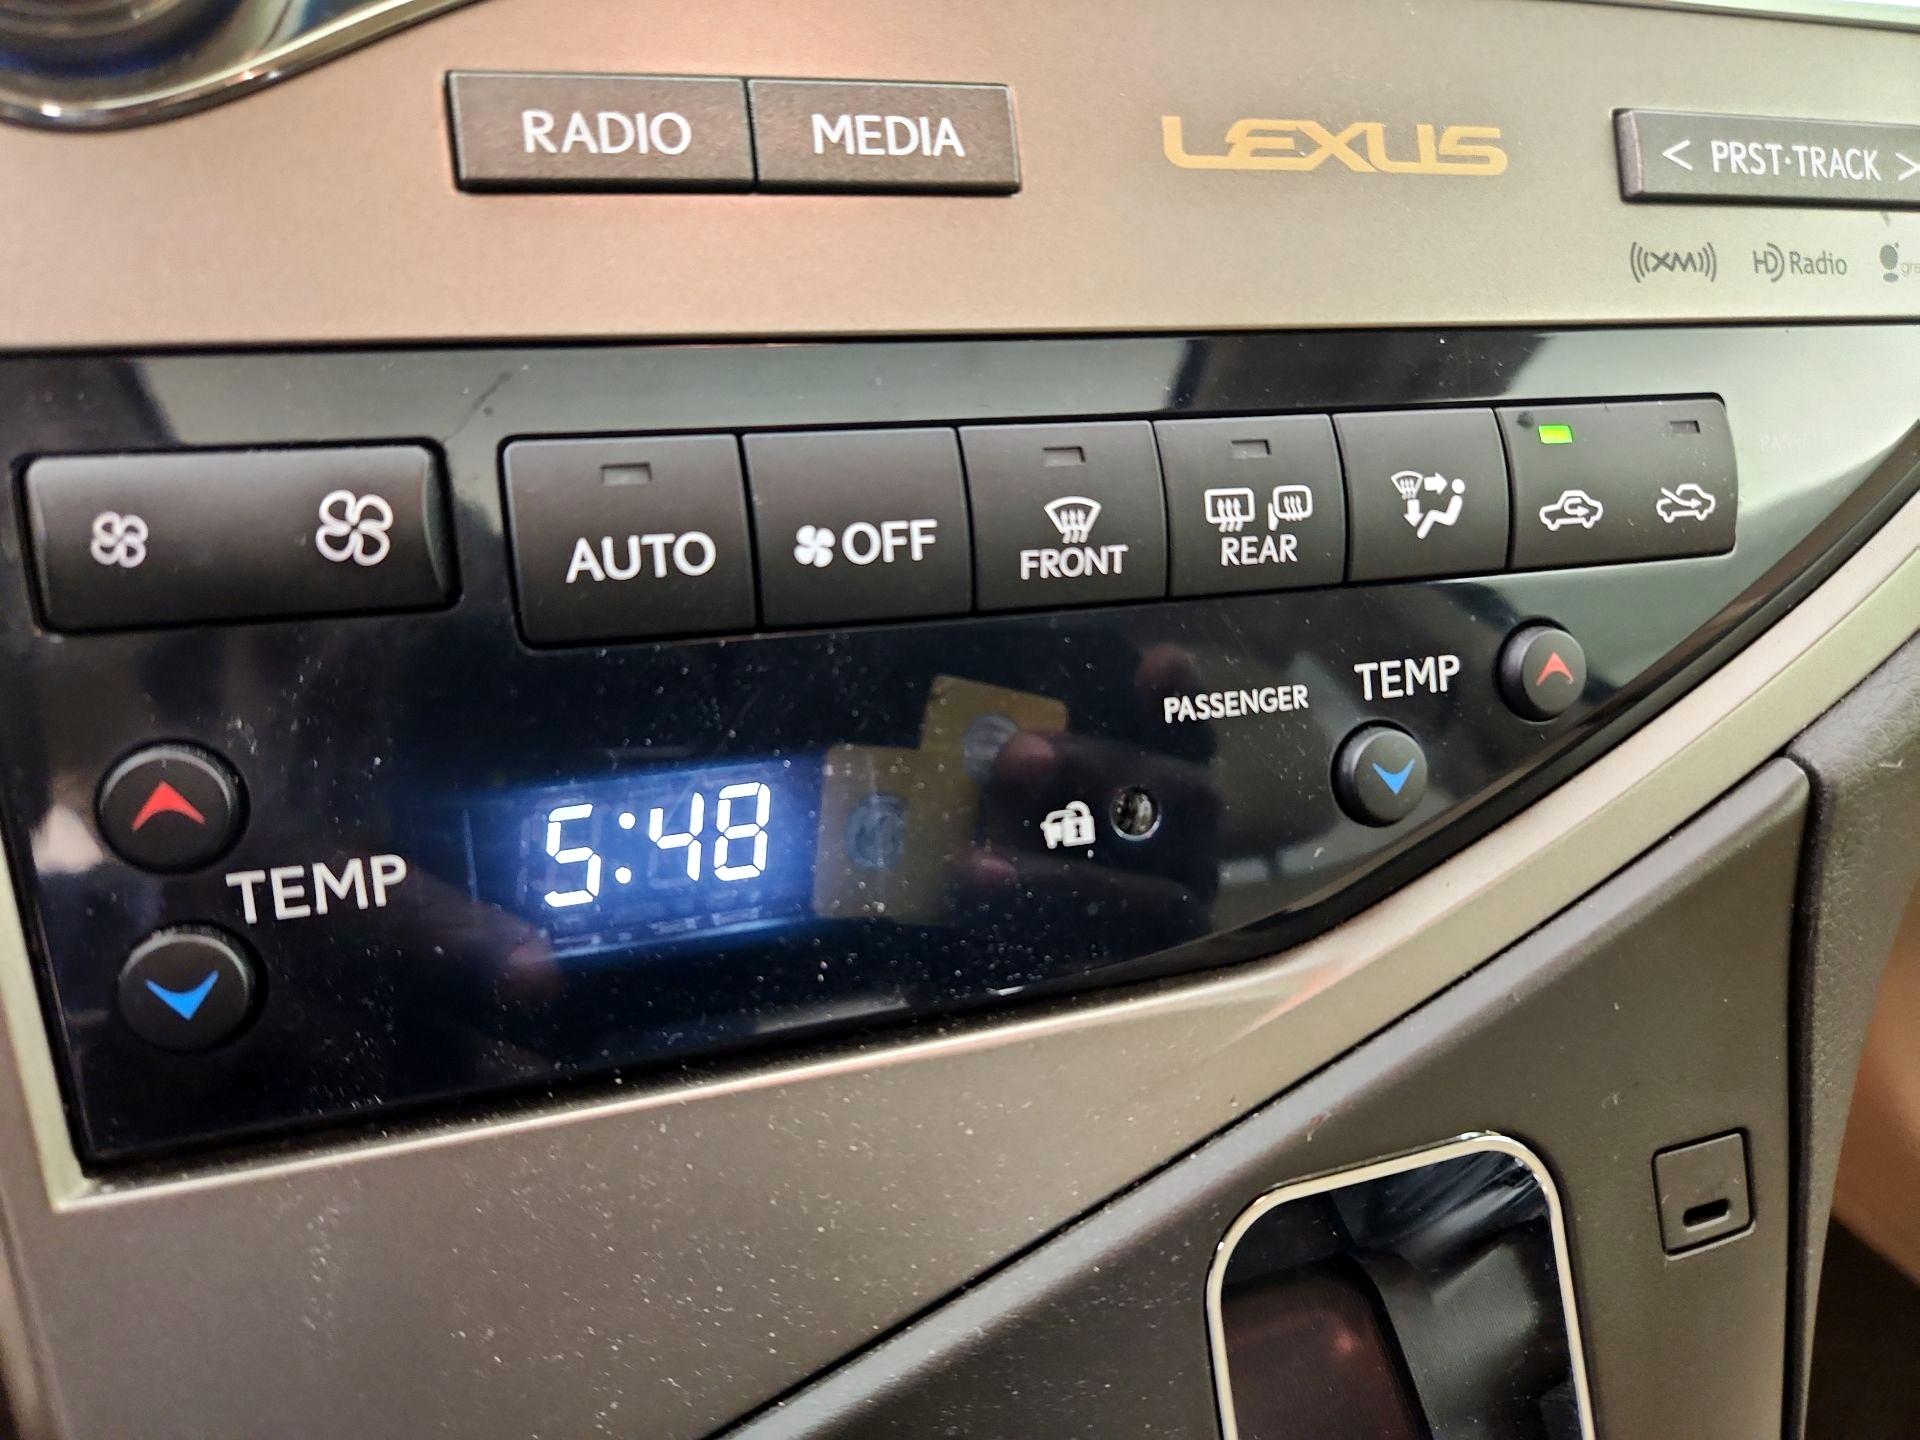 RADIO MEDIA LEXUS < PRST·TRACK >
((XM)) HD Radio
AUTO OFF FRONT REAR
PASSENGER TEMP
TEMP 5:48